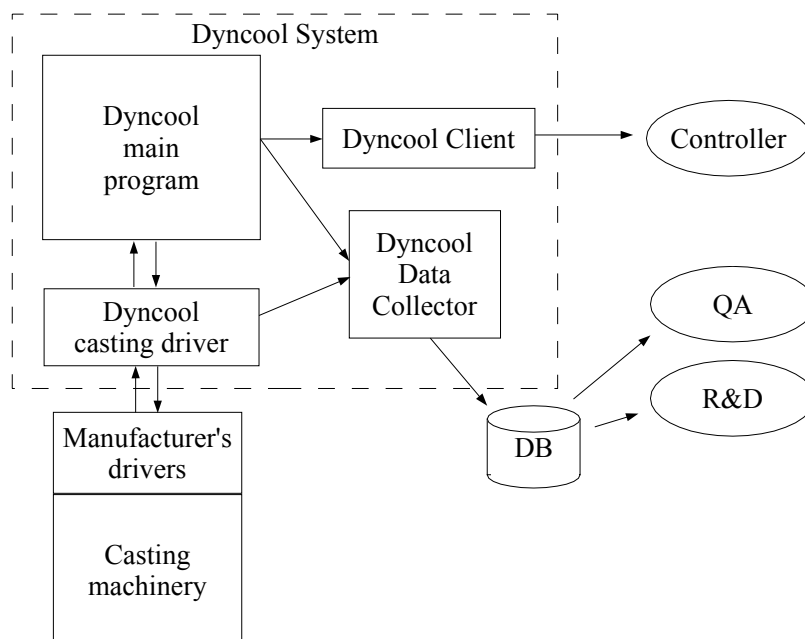 Dyncool System
Dyncool
main
program
Dyncool Client
Controller
Dyncool
Data
Collector
Dyncool
casting driver
QA
R&D
DB
Manufacturer's
drivers
Casting
machinery